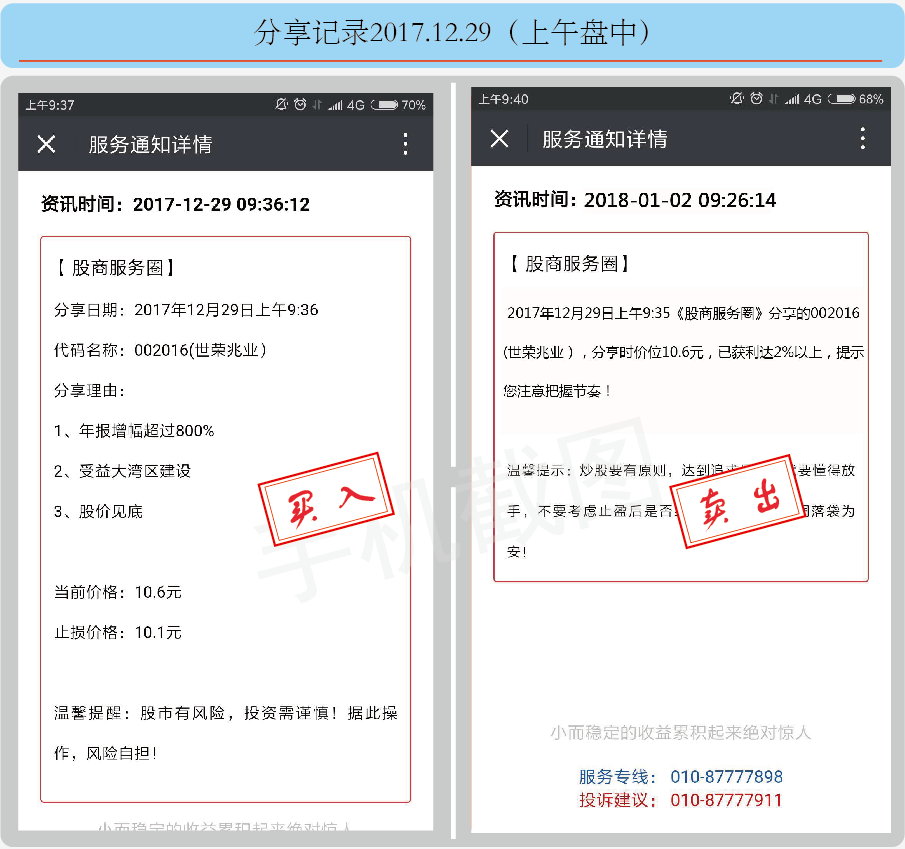 分享记录2017.12.29（上午盘中）
上午9:37
4G
70%
服务通知详情
资讯时间：2017-12-29 09:36:12
【 股商服务圈】
分享日期：2017年12月29日上午9:36
代码名称：002016(世荣兆业）
分享理由：
1、年报增幅超过800%
2、受益大湾区建设
3、股价见底
买入
当前价格：10.6元
止损价格：10.1元
温馨提醒：股市有风险，投资需谨慎！据此操
作，风险自担！
小而稳定的收益累积起来绝对惊人
上午9:40
4G
68%
服务通知详情
资讯时间：2018-01-02 09:26:14
【 股商服务圈】
2017年12月29日上午9:35《股商服务圈》分享的002016
(世荣兆业 ），分享时价位10.6元，已获利达2%以上，提示
您注意把握节奏！
温馨提示：炒股要有原则，达到追求 要懂得放
手，不要考虑止盈后是否 落袋为
安！
卖出
小而稳定的收益累积起来绝对惊人
服务专线： 010-87777898
投诉建议： 010-87777911
手机截图